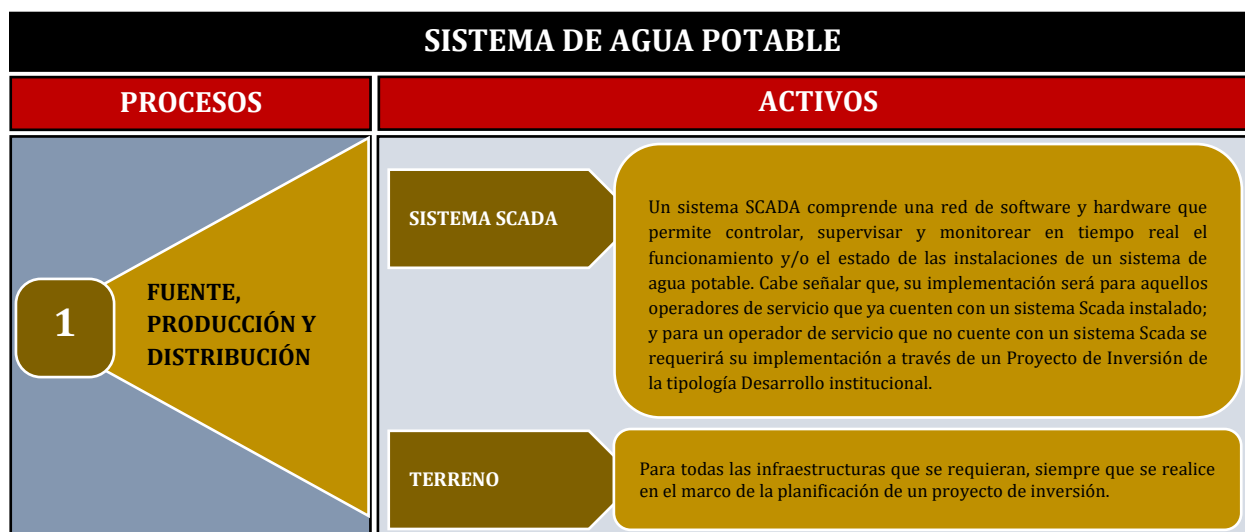 SISTEMA DE AGUA POTABLE
PROCESOS
ACTIVOS
1
FUENTE,
PRODUCCIÓN Y
DISTRIBUCIÓN
SISTEMA SCADA
Un sistema SCADA comprende una red de software y hardware que
permite controlar, supervisar y monitorear en tiempo real el
funcionamiento y/o el estado de las instalaciones de un sistema de
agua potable. Cabe señalar que, su implementación será para aquellos
operadores de servicio que ya cuenten con un sistema Scada instalado;
y para un operador de servicio que no cuente con un sistema Scada se
requerirá su implementación a través de un Proyecto de Inversión de
la tipología Desarrollo institucional.
TERRENO
Para todas las infraestructuras que se requieran, siempre que se realice
en el marco de la planificación de un proyecto de inversión.